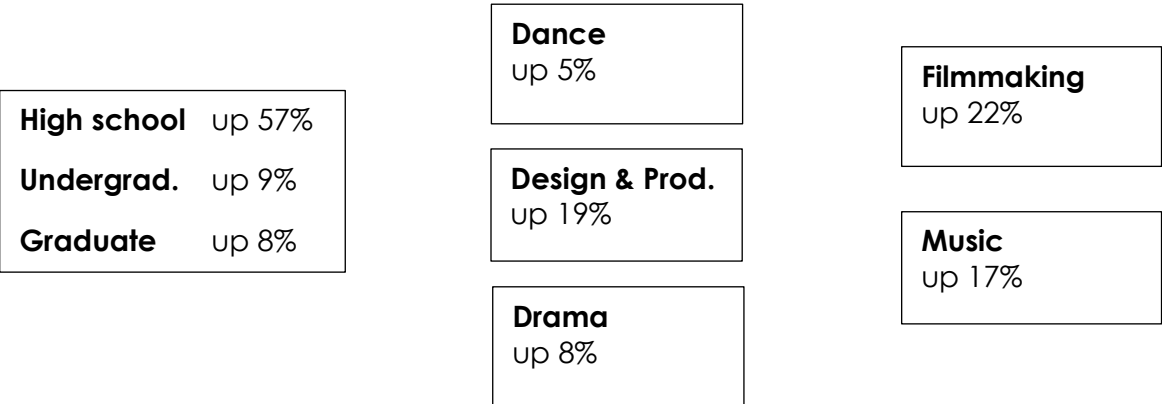 High school up 57%
Undergrad. up 9%
Graduate up 8%
Dance
up 5%
Design & Prod.
up 19%
Drama
up 8%
Filmmaking
up 22%
Music
up 17%